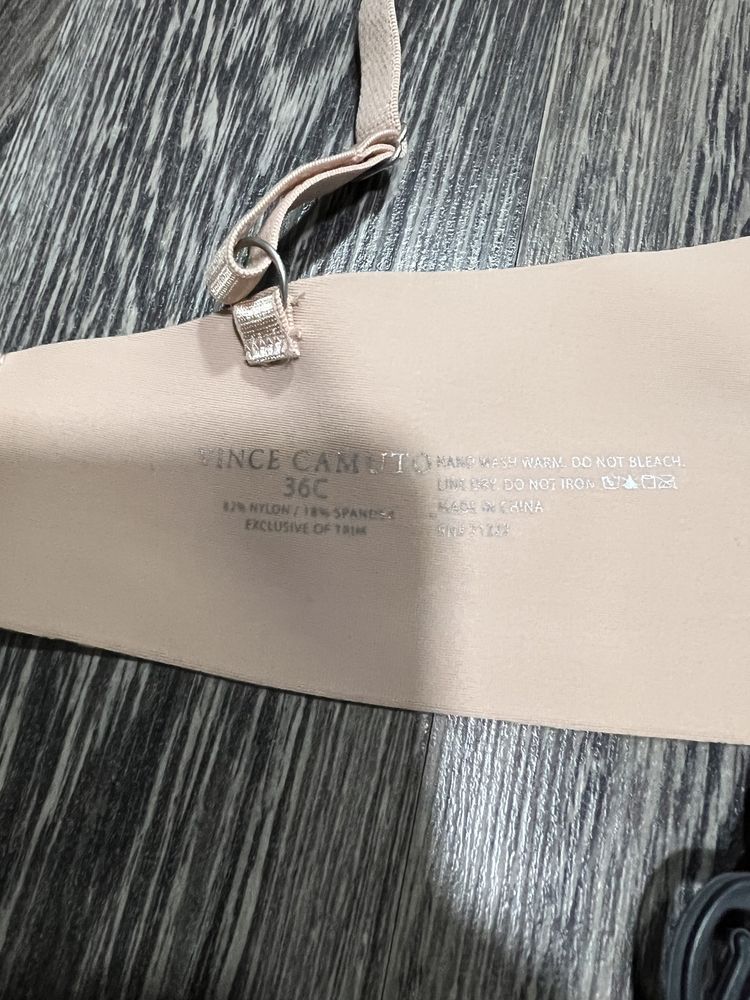 VINCE CAMUTO
36C
82% NYLON / 18% SPANDEX
EXCLUSIVE OF TRIM
HAND WASH WARM. DO NOT BLEACH.
LINE DRY. DO NOT IRON.
MADE IN CHINA